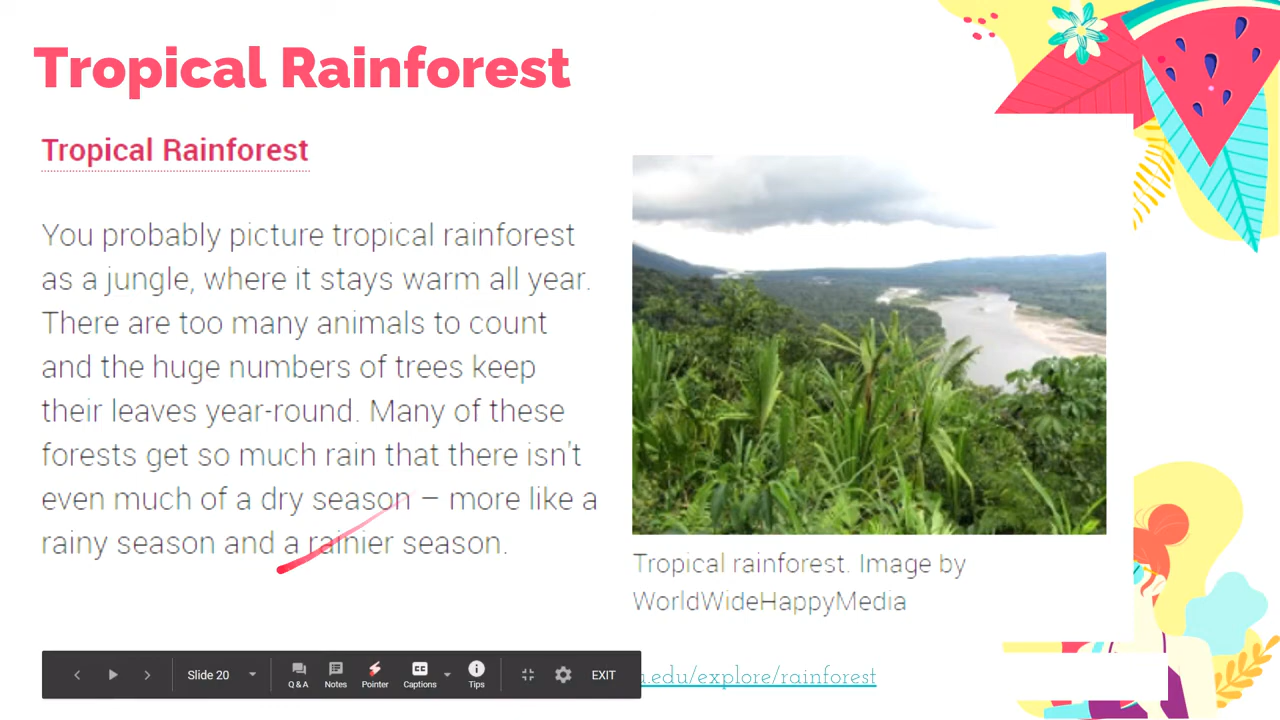 Tropical Rainforest
Tropical Rainforest
You probably picture tropical rainforest
as a jungle, where it stays warm all year.
There are too many animals to count
and the huge numbers of trees keep
their leaves year-round. Many of these
forests get so much rain that there isn't
even much of a dry season – more like a
rainy season and a rainier season.
Tropical rainforest. Image by
WorldWideHappyMedia
.edu/explore/rainforest
Slide 20
Q & A
Notes
Pointer
CC
Captions
Tips
EXIT